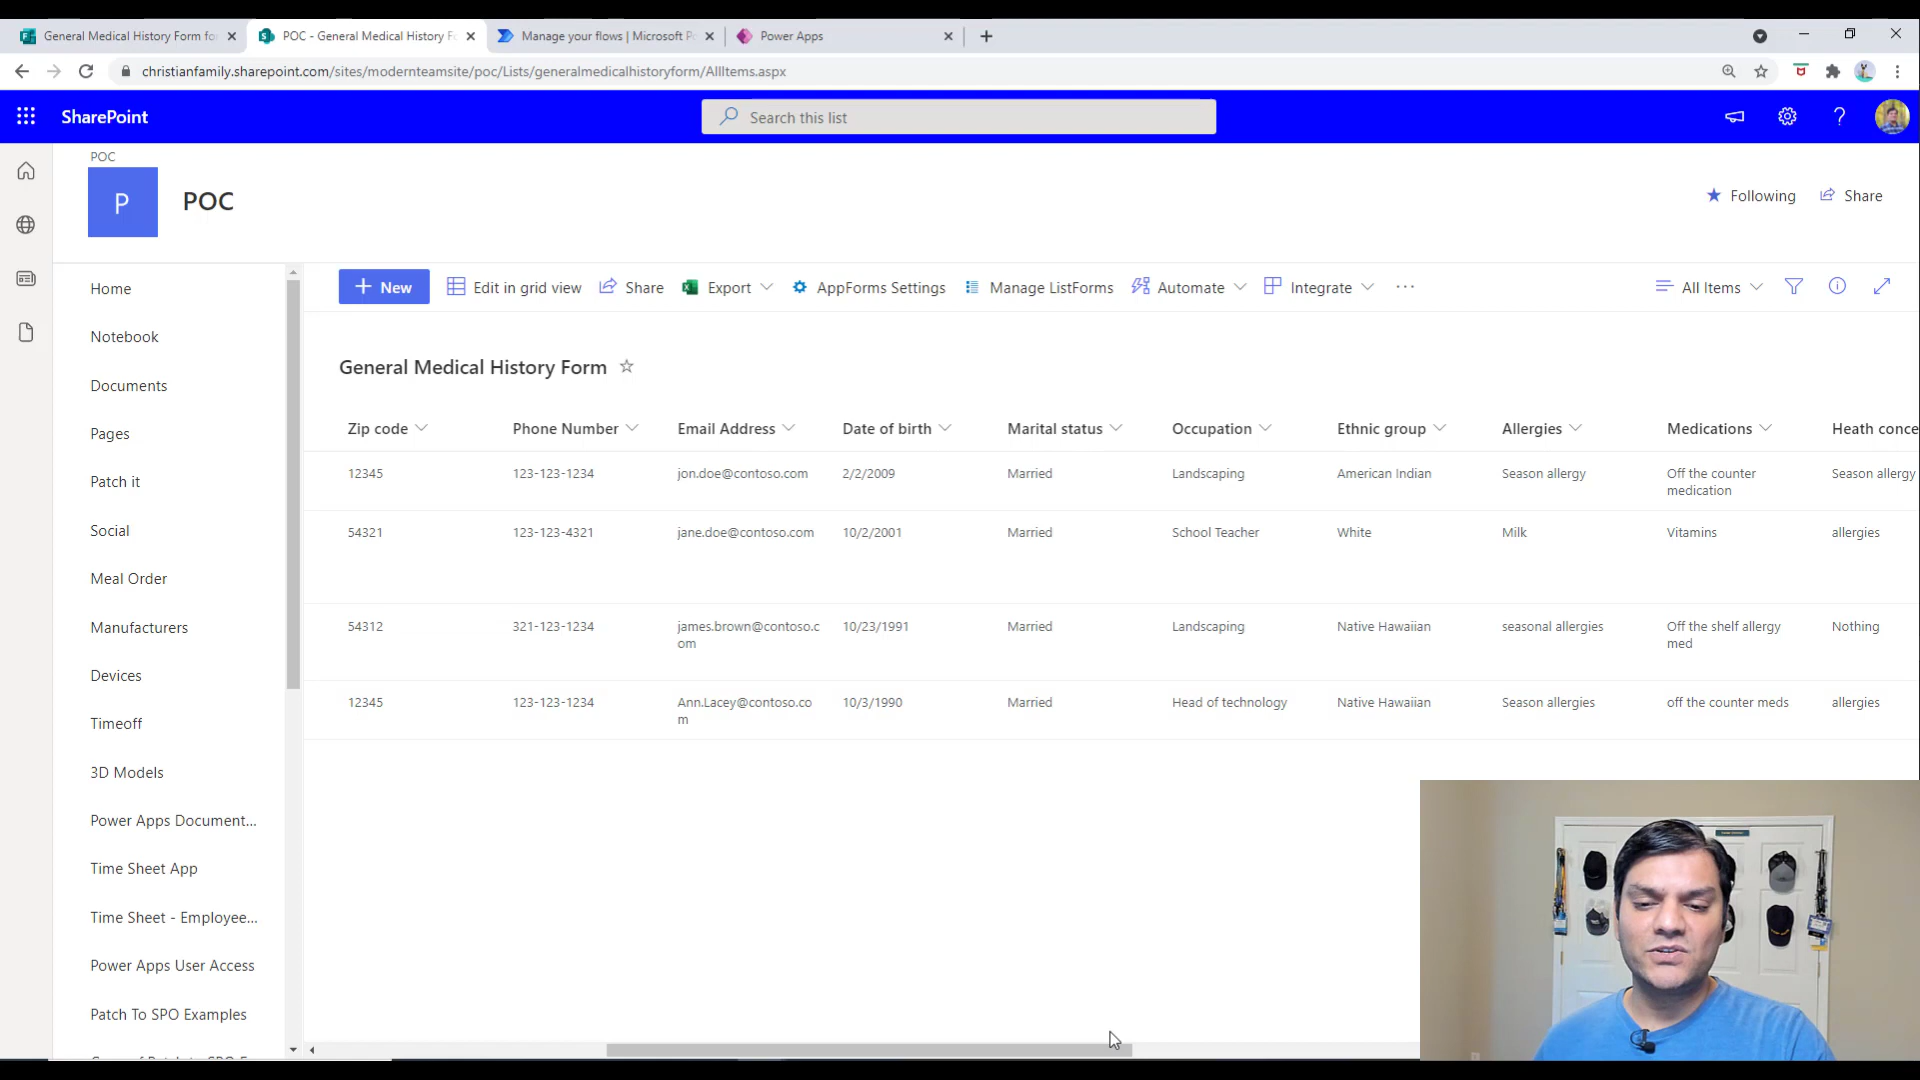 General Medical History Form fo
POC - General Medical History F
Manage your flows | Microsoft P
Power Apps
christianfamily.sharepoint.com/sites/modernteamsite/poc/Lists/generalmedicalhistoryform/AllItems.aspx
SharePoint
Search this list
POC
P
POC
Following
Share
Home
Notebook
Documents
Pages
Patch it
Social
Meal Order
Manufacturers
Devices
Timeoff
3D Models
Power Apps Document...
Time Sheet App
Time Sheet - Employee...
Power Apps User Access
Patch To SPO Examples
+ New
Edit in grid view
Share
Export
AppForms Settings
Manage ListForms
Automate
Integrate
...
All Items
General Medical History Form
Zip code Phone Number Email Address Date of birth Marital status Occupation Ethnic group Allergies Medications Heath conce
12345 123-123-1234 jon.doe@contoso.com 2/2/2009 Married Landscaping American Indian Season allergy Off the counter Season allergy
medication
54321 123-123-4321 jane.doe@contoso.com 10/2/2001 Married School Teacher White Milk Vitamins allergies
54312 321-123-1234 james.brown@contoso.c 10/23/1991 Married Landscaping Native Hawaiian seasonal allergies Off the shelf allergy Nothing
om med
12345 123-123-1234 Ann.Lacey@contoso.co 10/3/1990 Married Head of technology Native Hawaiian Season allergies off the counter meds allergies
m